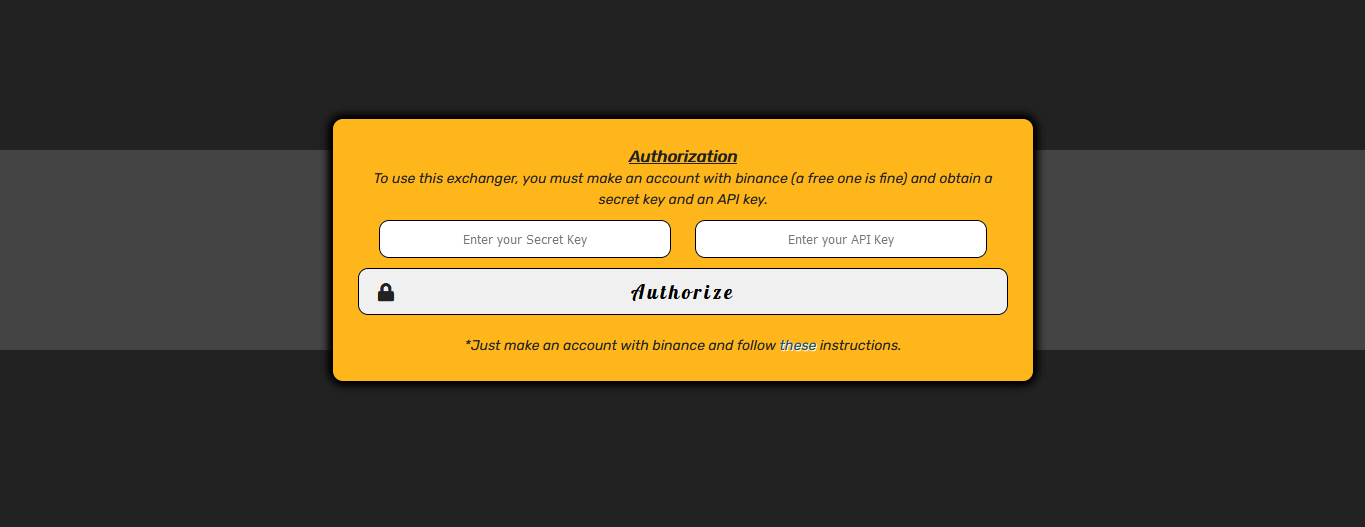 Authorization
To use this exchanger, you must make an account with binance (a free one is fine) and obtain a
secret key and an API key.
Enter your Secret Key
Enter your API Key
Authorize
*Just make an account with binance and follow these instructions.